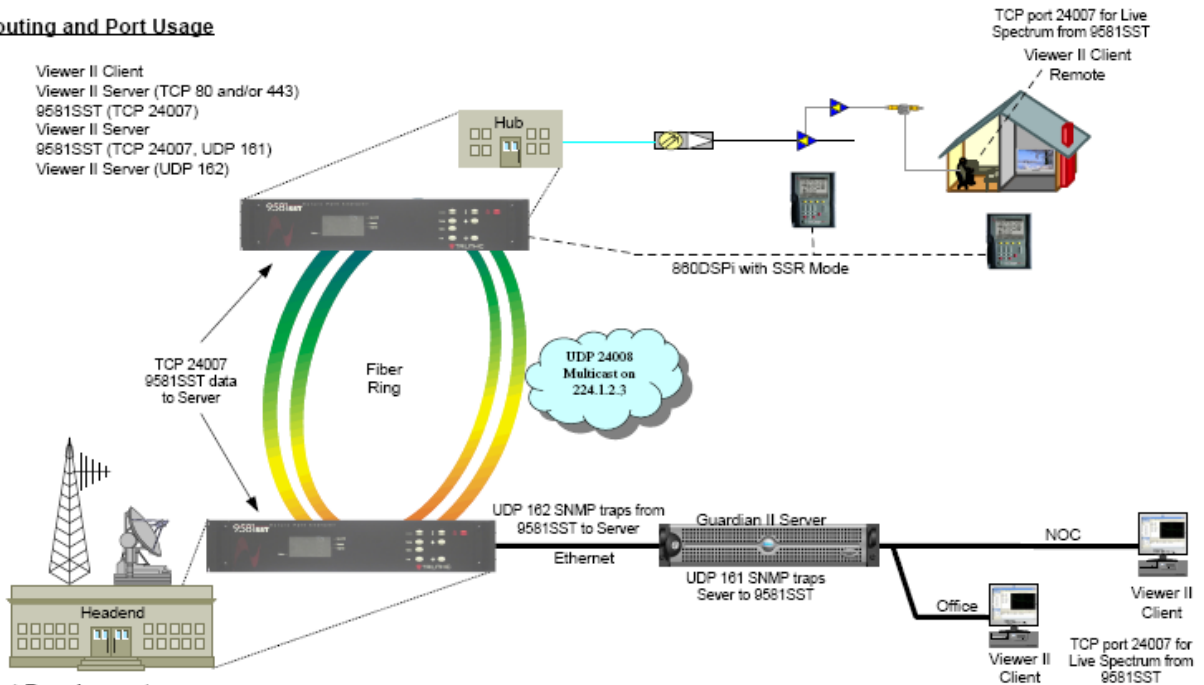 outing and Port Usage
Viewer II Client
Viewer II Server (TCP 80 and/or 443)
9581SST (TCP 24007)
Viewer II Server
9581SST (TCP 24007, UDP 161)
Viewer II Server (UDP 162)
TCP port 24007 for Live
Spectrum from 9581SST
Viewer II Client
Remote
Hub
9581SST
860DSPi with SSR Mode
TCP 24007
9581SST data
to Server
Fiber
Ring
UDP 24008
Multicast on
224.1.2.3
9581SST
UDP 162 SNMP traps from
9581SST to Server
Ethernet
Guardian II Server
UDP 161 SNMP traps
Sever to 9581SST
NOC
Office
Viewer II
Client
Viewer II
Client
TCP port 24007 for
Live Spectrum from
9581SST
Headend